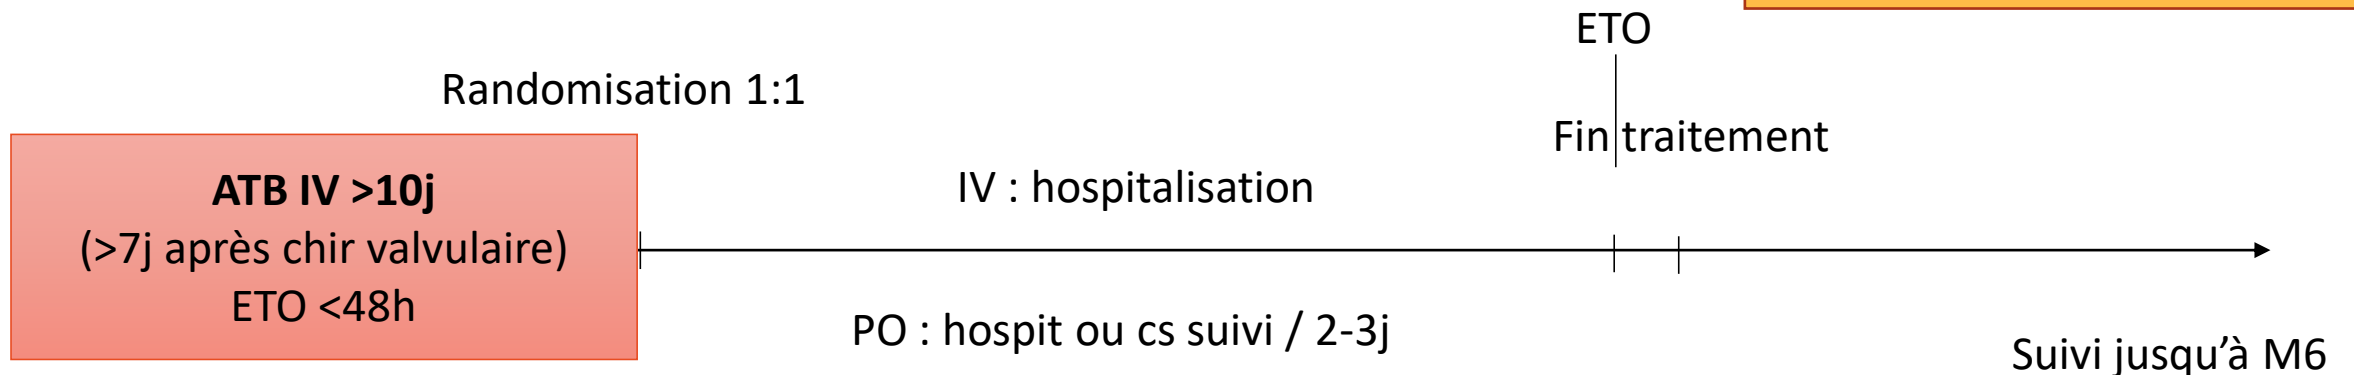 ETO
Randomisation 1:1
Fin traitement
ATB IV >10j
(>7j après chir valvulaire)
ETO <48h
IV : hospitalisation
PO : hospit ou cs suivi / 2-3j
Suivi jusqu’à M6